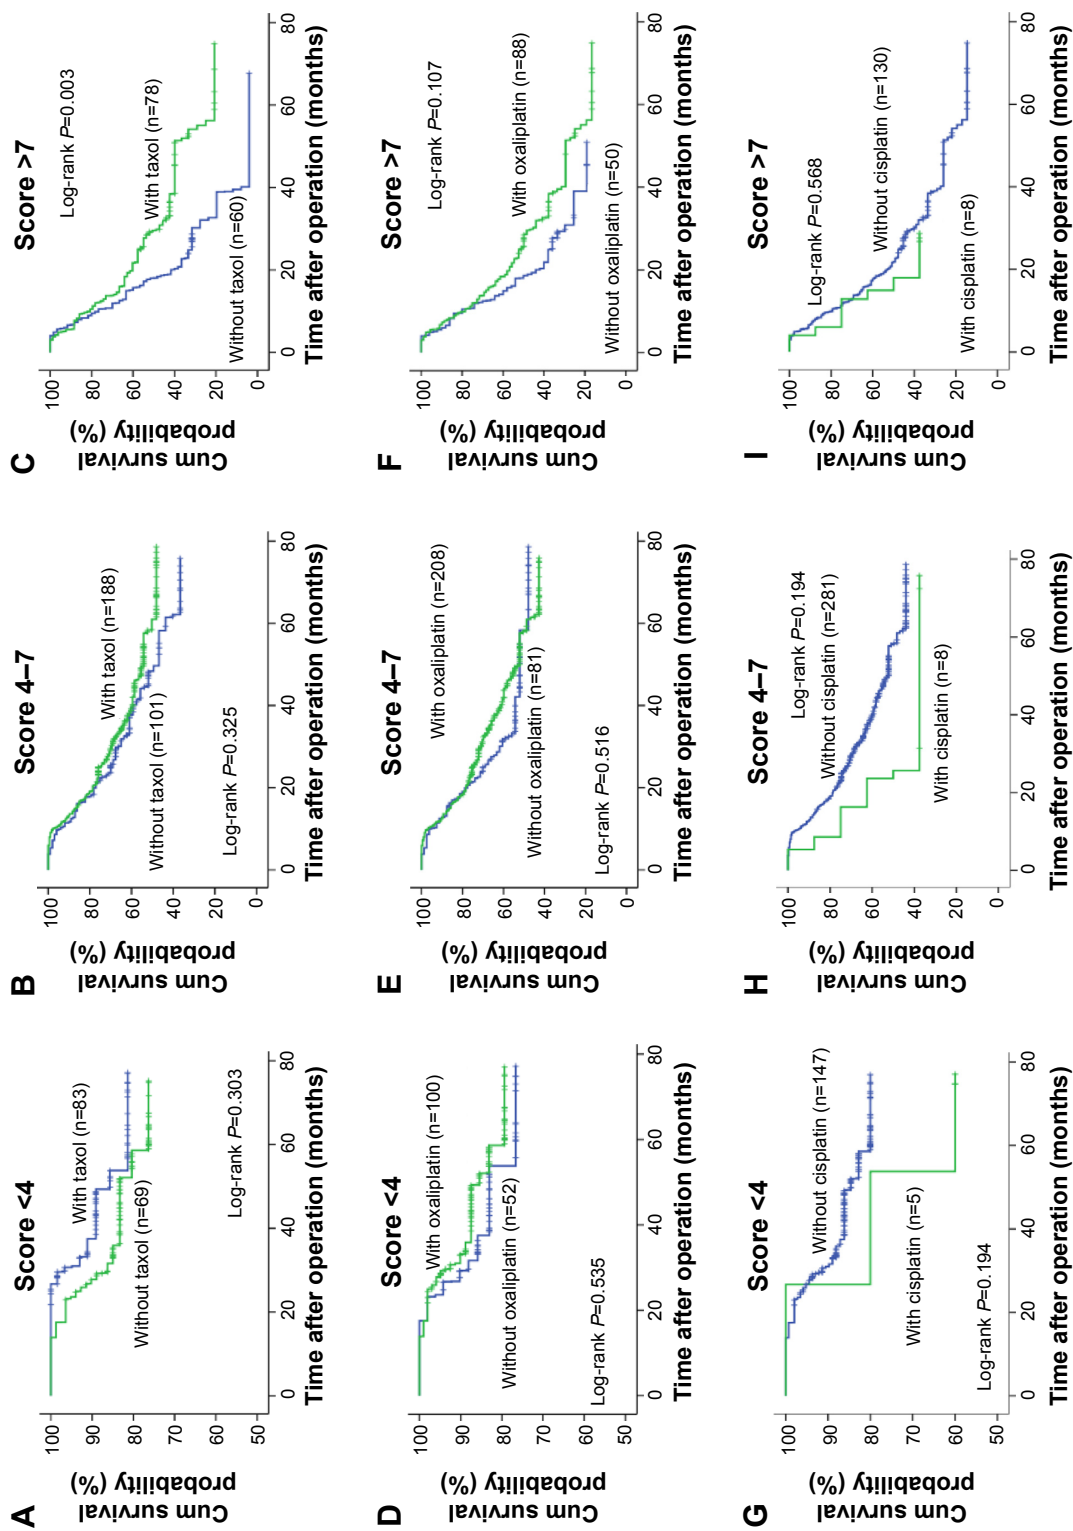 A
Score <4
Cum survival
probability (%)
100
90
80
70
60
50
With taxol (n=83)
Without taxol (n=69)
Log-rank P=0.303
0 20 40 60 80
Time after operation (months)
B
Score 4–7
Cum survival
probability (%)
100
80
60
40
20
0
With taxol (n=188)
Without taxol (n=101)
Log-rank P=0.325
0 20 40 60 80
Time after operation (months)
C
Score >7
Cum survival
probability (%)
100
80
60
40
20
0
Log-rank P=0.003
With taxol (n=78)
Without taxol (n=60)
0 20 40 60 80
Time after operation (months)
D
Score <4
Cum survival
probability (%)
100
90
80
70
60
50
With oxaliplatin (n=100)
Without oxaliplatin (n=52)
Log-rank P=0.535
0 20 40 60 80
Time after operation (months)
E
Score 4–7
Cum survival
probability (%)
100
80
60
40
20
0
With oxaliplatin (n=208)
Without oxaliplatin (n=81)
Log-rank P=0.516
0 20 40 60 80
Time after operation (months)
F
Score >7
Cum survival
probability (%)
100
80
60
40
20
0
Log-rank P=0.107
With oxaliplatin (n=88)
Without oxaliplatin (n=50)
0 20 40 60 80
Time after operation (months)
G
Score <4
Cum survival
probability (%)
100
90
80
70
60
50
Without cisplatin (n=147)
With cisplatin (n=5)
Log-rank P=0.194
0 20 40 60 80
Time after operation (months)
H
Score 4–7
Cum survival
probability (%)
100
80
60
40
20
0
Log-rank P=0.194
Without cisplatin (n=281)
With cisplatin (n=8)
0 20 40 60 80
Time after operation (months)
I
Score >7
Cum survival
probability (%)
100
80
60
40
20
0
Log-rank P=0.568
Without cisplatin (n=130)
With cisplatin (n=8)
0 20 40 60 80
Time after operation (months)